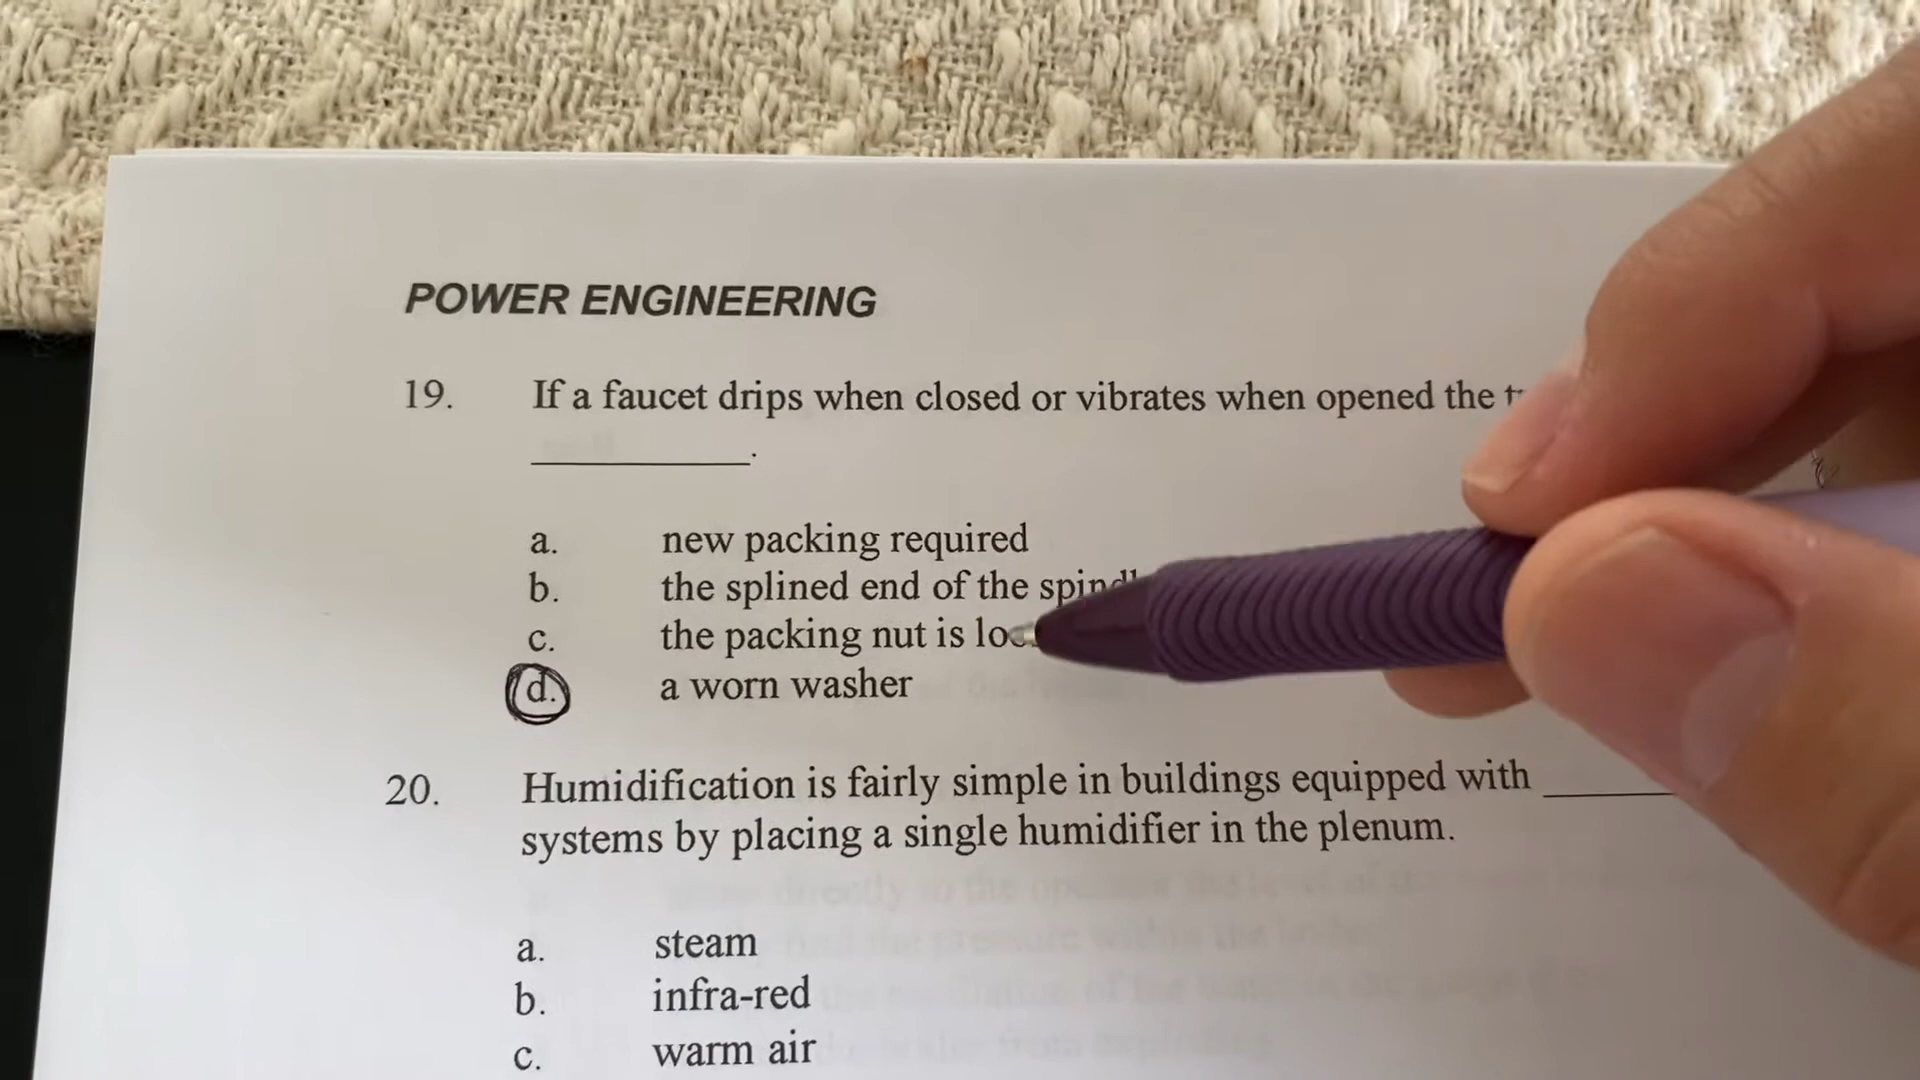 POWER ENGINEERING
19. If a faucet drips when closed or vibrates when opened the
__________.
a. new packing required
b. the splined end of the
c. the packing nut is
d. a worn washer
20. Humidification is fairly simple in buildings equipped with ______
systems by placing a single humidifier in the plenum.
a. steam
b. infra-red
c. warm air